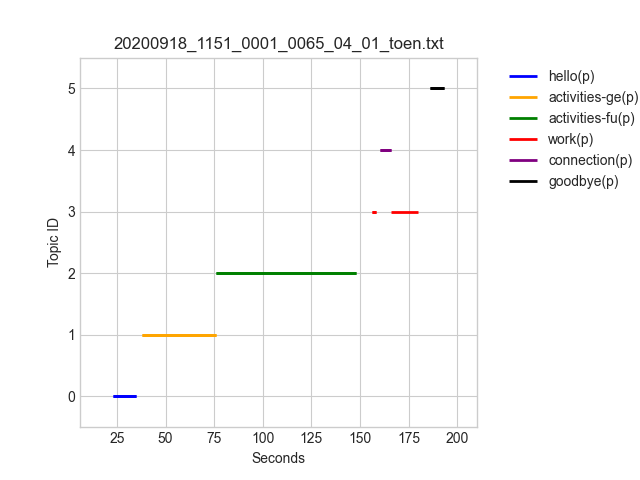 20200918_1151_0001_0065_04_01_toen.txt
hello(p)
activities-ge(p)
activities-fu(p)
work(p)
connection(p)
goodbye(p)
Topic ID
5
4
3
2
1
0
25 50 75 100 125 150 175 200
Seconds